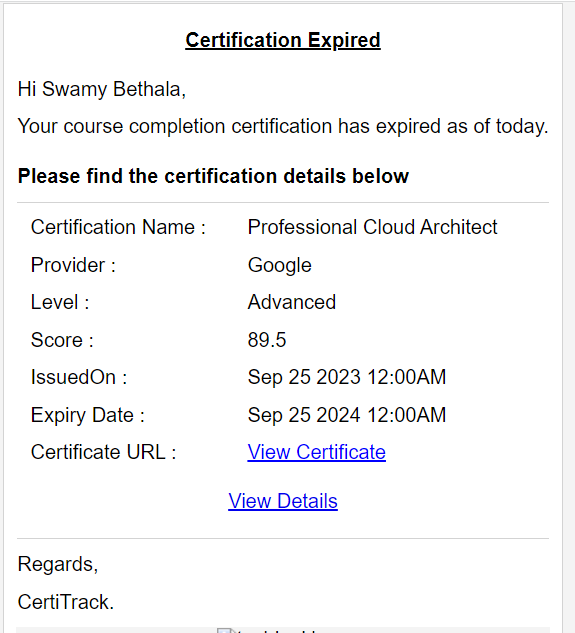 Certification Expired
Hi Swamy Bethala,
Your course completion certification has expired as of today.
Please find the certification details below
Certification Name : Professional Cloud Architect
Provider : Google
Level : Advanced
Score : 89.5
IssuedOn : Sep 25 2023 12:00AM
Expiry Date : Sep 25 2024 12:00AM
Certificate URL : View Certificate
View Details
Regards,
CertiTrack.